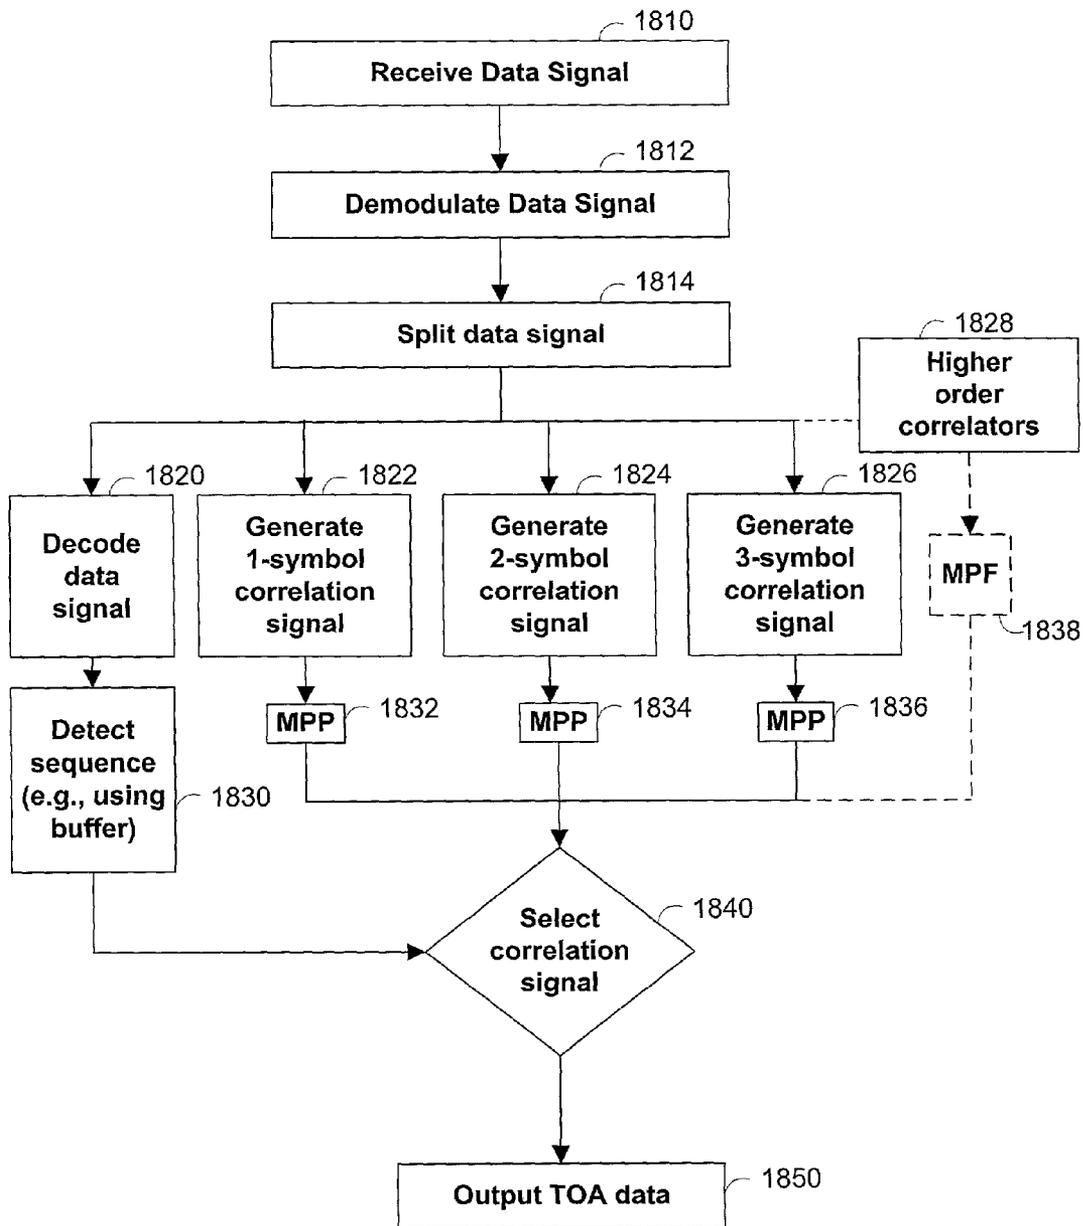 1810
Receive Data Signal
1812
Demodulate Data Signal
1814
Split data signal
1828
Higher
order
correlators
1820
Decode
data
signal
1822
Generate
1-symbol
correlation
signal
1824
Generate
2-symbol
correlation
signal
1826
Generate
3-symbol
correlation
signal
MPF
1838
Detect
sequence
(e.g., using
buffer)
1830
MPP
1832
MPP
1834
MPP
1836
Select
correlation
signal
1840
Output TOA data
1850